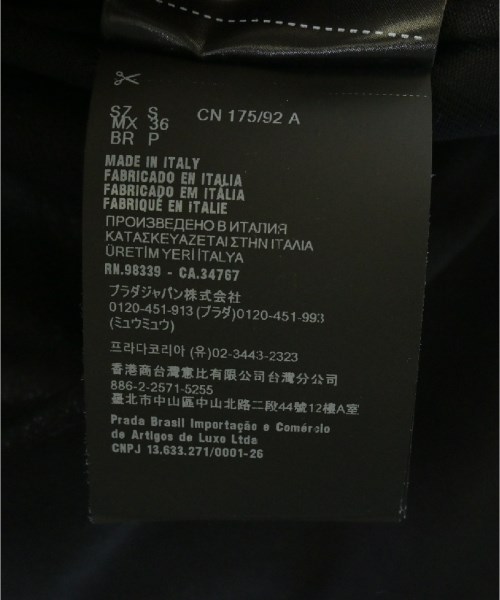 SZ S CN 175/92 A
MX 36
BR P
MADE IN ITALY
FABRICADO EN ITALIA
FABRICADO EM ITÁLIA
FABRIQUÉ EN ITALIE
ПРОИЗВЕДЕНО В ИТАЛИЯ
ΚΑΤΑΣΚΕΥΑΖΕΤΑΙ ΣΤΗΝ ΙΤΑΛΙΑ
ÜRETİM YERİ İTALYA
RN.98339 - CA.34767
プラダジャパン株式会社
0120-451-913 (プラダ)0120-451-993
(ミュウミュウ)
프라다코리아 (유)02-3443-2323
香港商台灣意比有限公司台灣分公司
886-2-2571-5255
臺北市中山區中山北路二段44號12樓A室
Prada Brasil Importação e Comércio
de Artigos de Luxo Ltda
CNPJ 13.633.271/0001-26